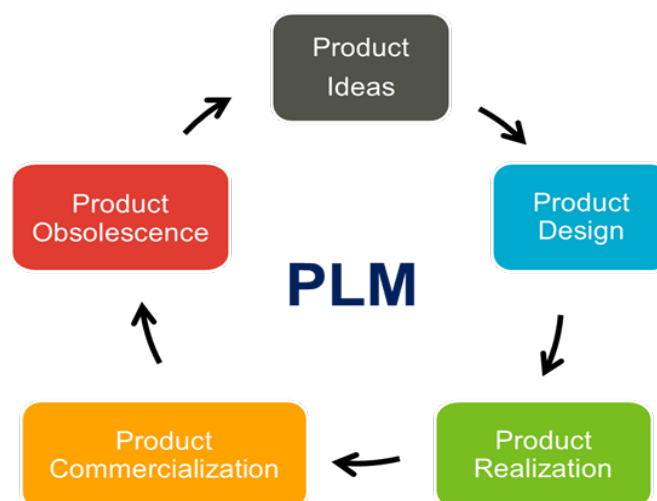 Product
Ideas
Product
Design
Product
Realization
Product
Commercialization
Product
Obsolescence
PLM